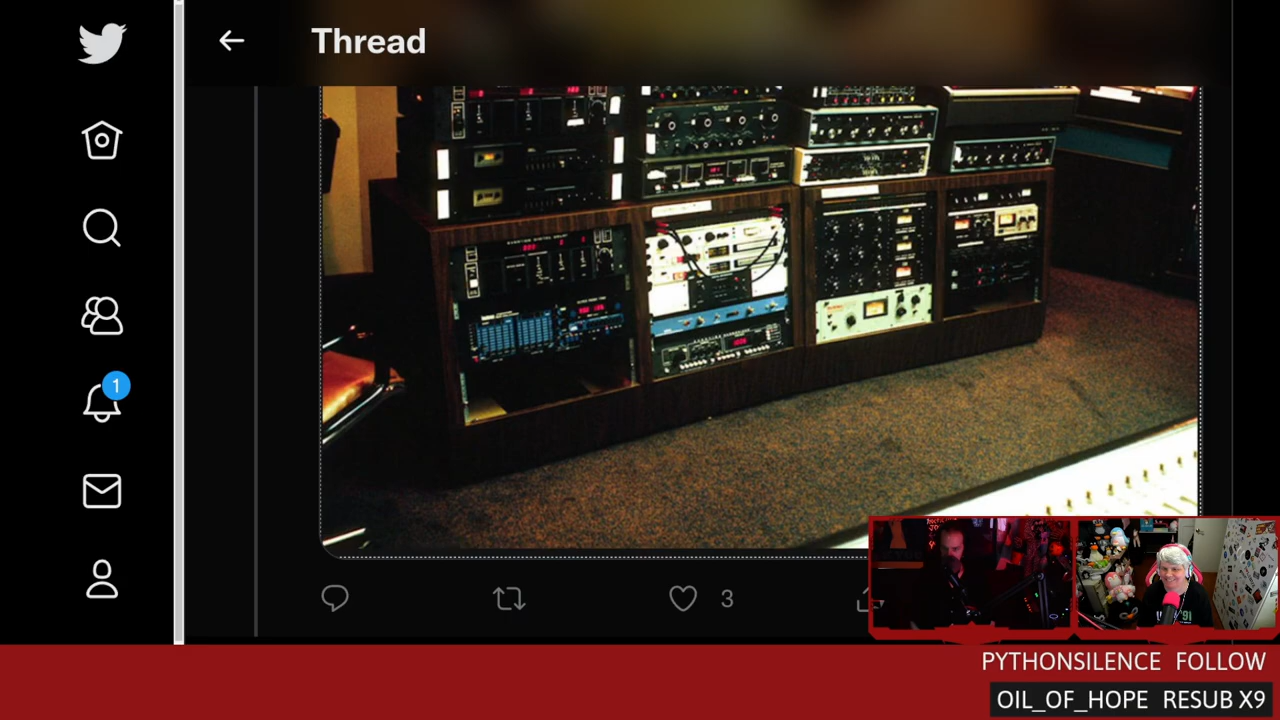 Thread
1
3
PYTHONSILENCE FOLLOW
OIL_OF_HOPE RESUB X9